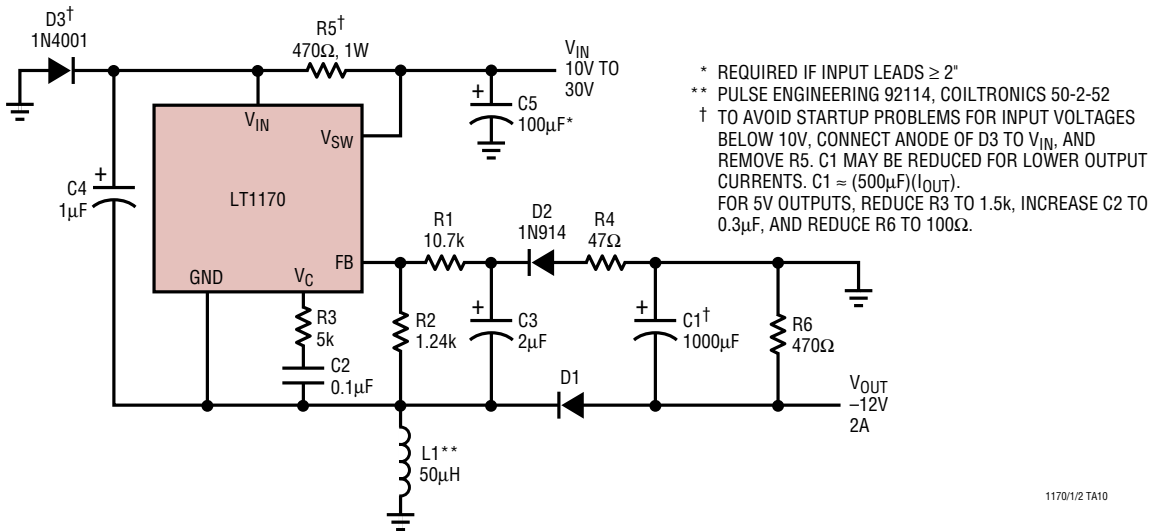 D3†
1N4001
R5†
470Ω, 1W
VIN
10V TO
30V
VIN
VSW
+
C5
100µF*
+
C4
1µF
LT1170
GND
VC
FB
R1
10.7k
D2
1N914
R4
47Ω
R3
5k
C2
0.1µF
R2
1.24k
+
C3
2µF
+
C1†
1000µF
R6
470Ω
D1
VOUT
–12V
2A
L1**
50µH
* REQUIRED IF INPUT LEADS ≥ 2"
** PULSE ENGINEERING 92114, COILTRONICS 50-2-52
† TO AVOID STARTUP PROBLEMS FOR INPUT VOLTAGES
BELOW 10V, CONNECT ANODE OF D3 TO VIN, AND
REMOVE R5. C1 MAY BE REDUCED FOR LOWER OUTPUT
CURRENTS. C1 ≈ (500µF)(IOUT).
FOR 5V OUTPUTS, REDUCE R3 TO 1.5k, INCREASE C2 TO
0.3µF, AND REDUCE R6 TO 100Ω.
1170/1/2 TA10